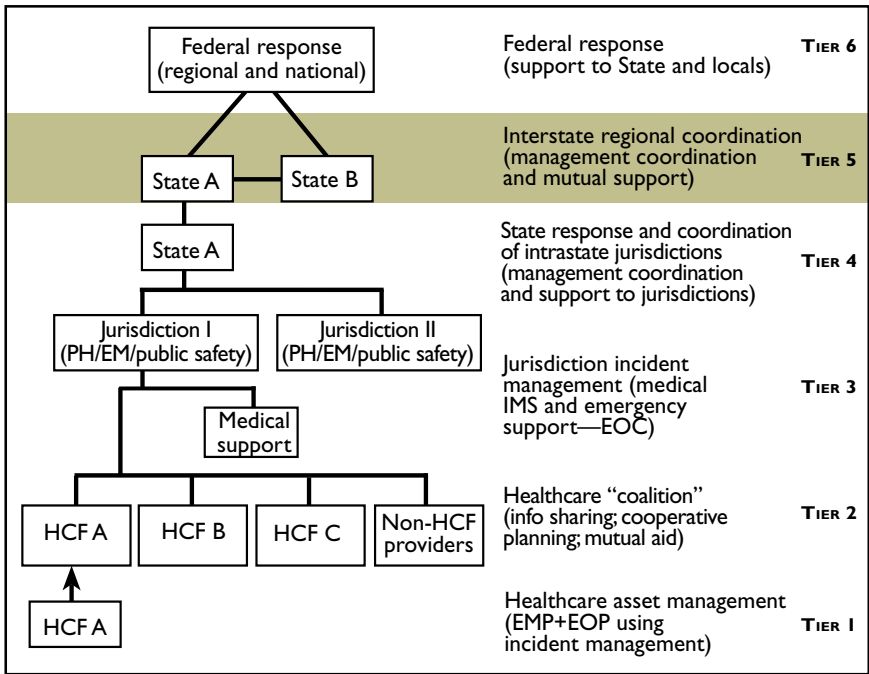 Federal response
(regional and national)
Federal response
(support to State and locals)
TIER 6
State A
State B
Interstate regional coordination
(management coordination
and mutual support)
TIER 5
State A
State response and coordination
of intrastate jurisdictions
(management coordination
and support to jurisdictions)
TIER 4
Jurisdiction I
(PH/EM/public safety)
Jurisdiction II
(PH/EM/public safety)
Medical
support
Jurisdiction incident
management (medical
IMS and emergency
support—EOC)
TIER 3
HCF A
HCF B
HCF C
Non-HCF
providers
Healthcare “coalition”
(info sharing; cooperative
planning; mutual aid)
TIER 2
HCF A
Healthcare asset management
(EMP+EOP using
incident management)
TIER 1